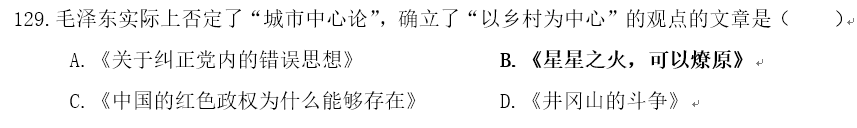 129. 毛泽东实际上否定了“城市中心论”，确立了“以乡村为中心”的观点的文章是（　　）
A. 《关于纠正党内的错误思想》　　B. 《星星之火，可以燎原》
C. 《中国的红色政权为什么能够存在》　　D. 《井冈山的斗争》